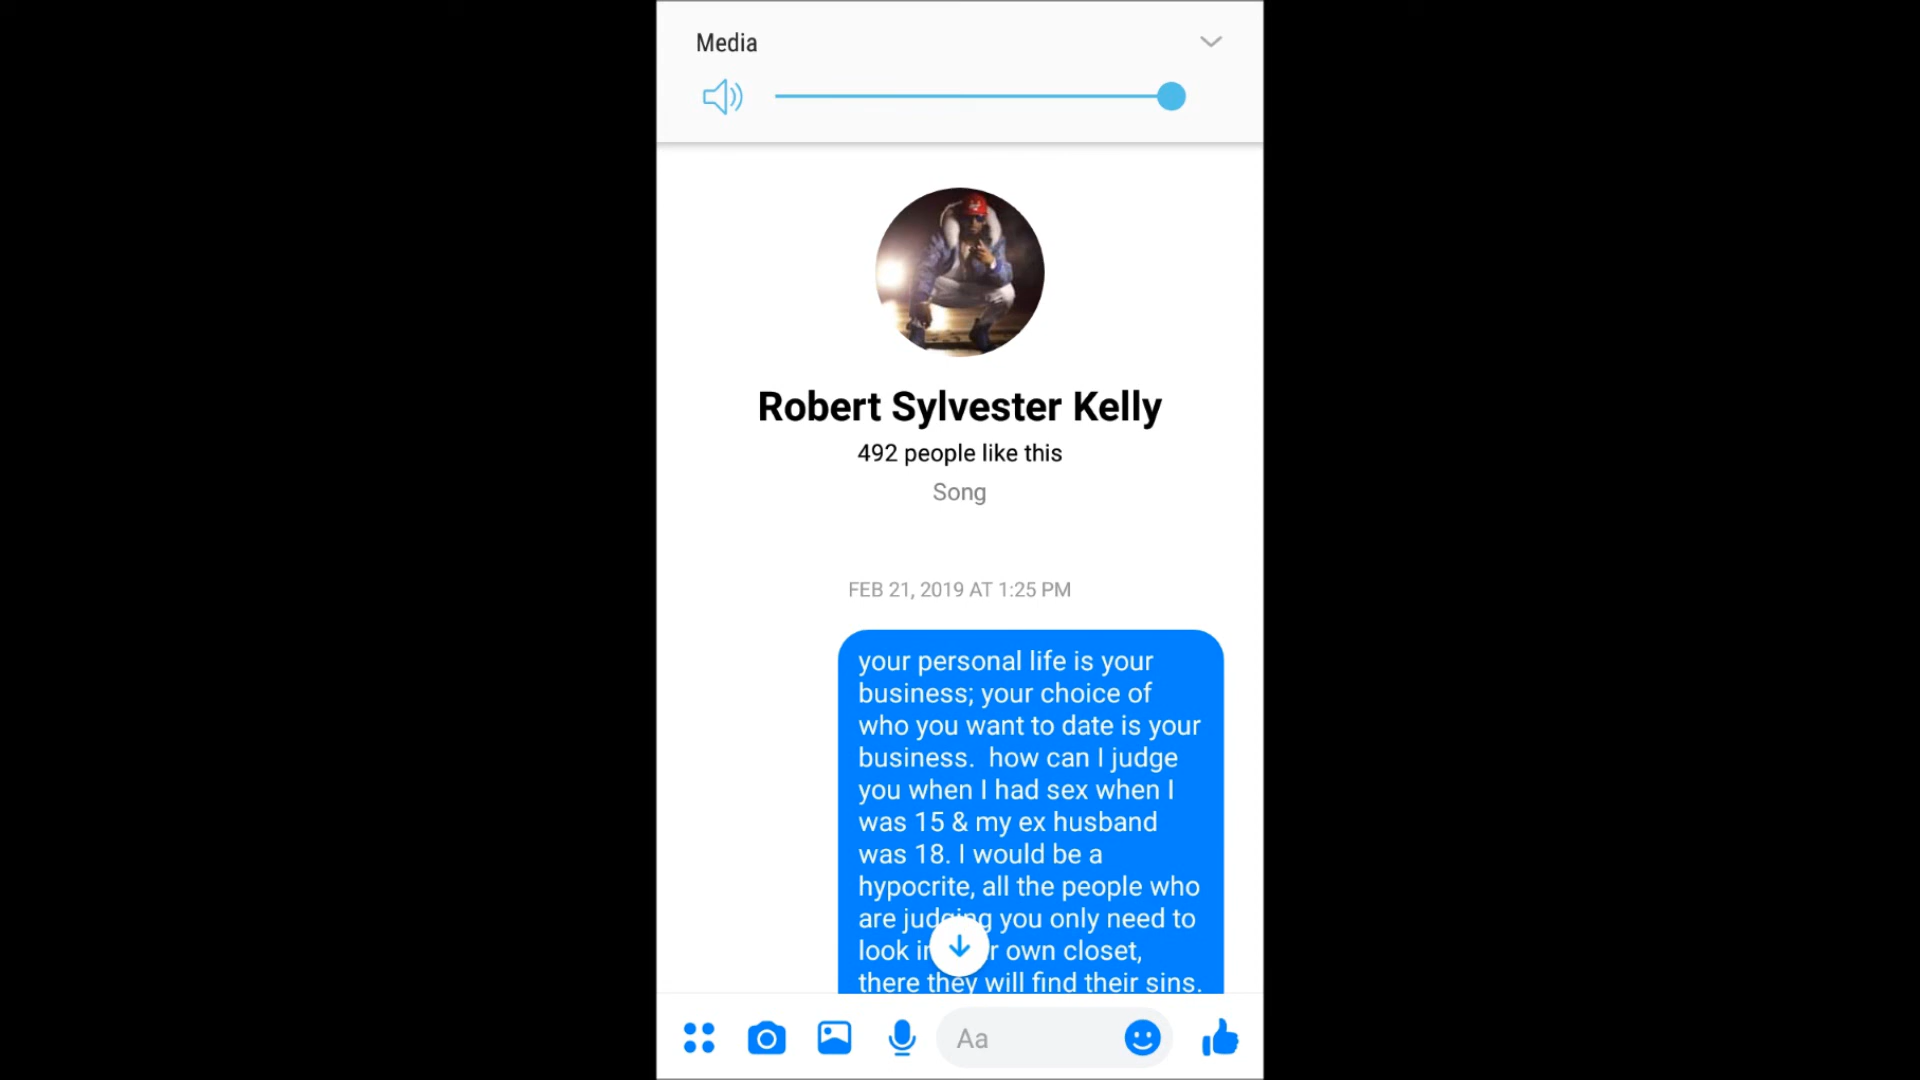 Media
Robert Sylvester Kelly
492 people like this
Song
FEB 21, 2019 AT 1:25 PM
your personal life is your
business; your choice of
who you want to date is your
business.  how can I judge
you when I had sex when I
was 15 & my ex husband
was 18. I would be a
hypocrite, all the people who
are judging you only need to
look in own closet,
there they will find their sins.
Aa